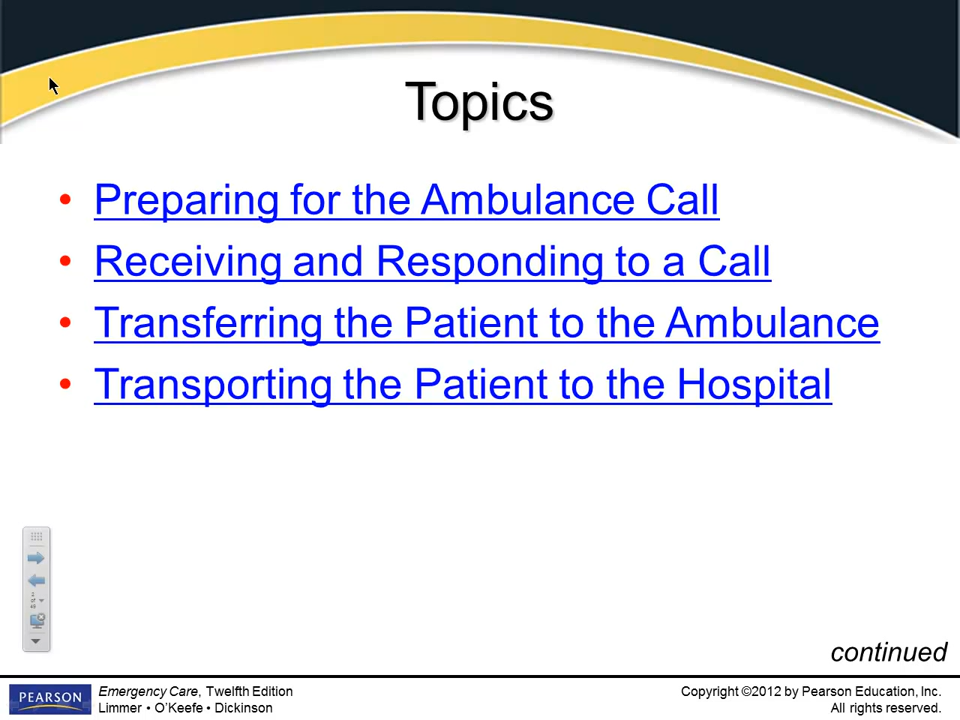 Topics
• Preparing for the Ambulance Call
• Receiving and Responding to a Call
• Transferring the Patient to the Ambulance
• Transporting the Patient to the Hospital
continued
PEARSON
Emergency Care, Twelfth Edition
Limmer • O’Keefe • Dickinson
Copyright ©2012 by Pearson Education, Inc.
All rights reserved.